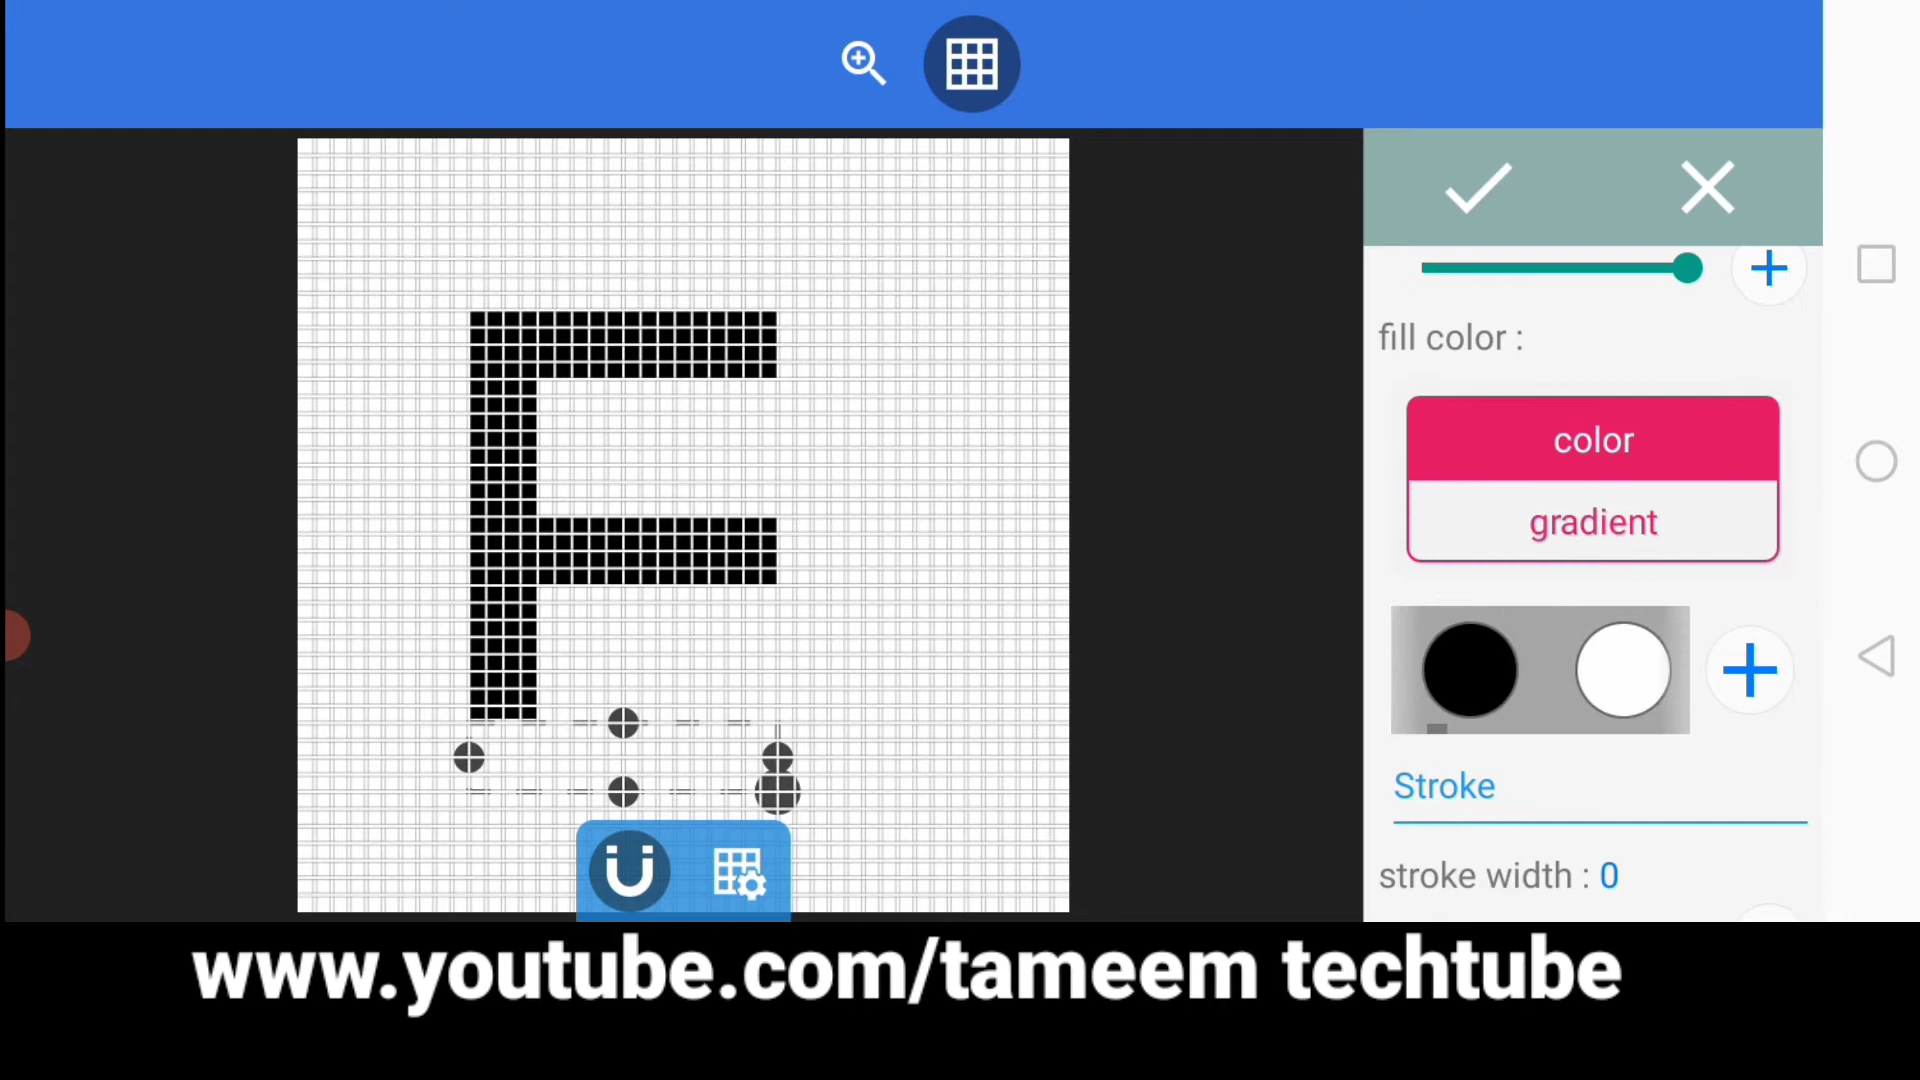 fill color :
color
gradient
Stroke
stroke width : 0
www.youtube.com/tameem techtube